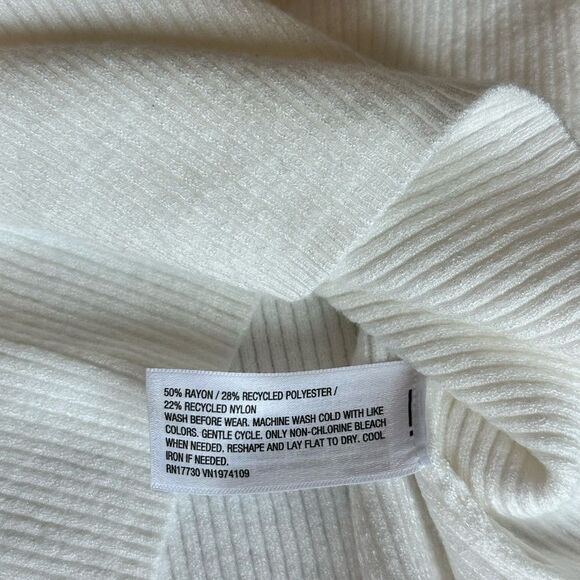 50% RAYON / 28% RECYCLED POLYESTER /
22% RECYCLED NYLON
WASH BEFORE WEAR. MACHINE WASH COLD WITH LIKE
COLORS. GENTLE CYCLE. ONLY NON-CHLORINE BLEACH
WHEN NEEDED. RESHAPE AND LAY FLAT TO DRY. COOL
IRON IF NEEDED.
RN17730 VN1974109